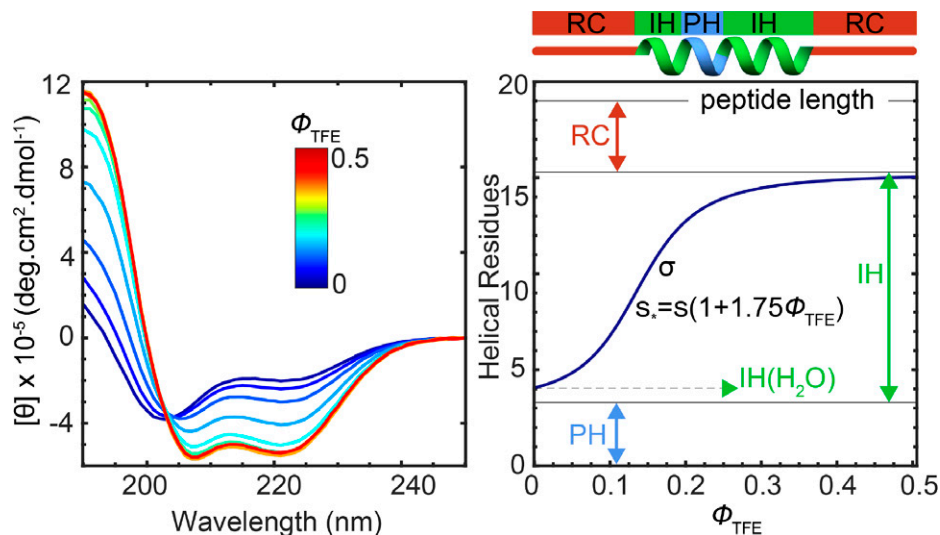 RC IH PH IH RC
12
8
4
0
-4
[θ] x 10⁻⁵ (deg.cm².dmol⁻¹)
200 220 240
Wavelength (nm)
Φ_TFE
0.5
0
20
16
10
5
0
Helical Residues
peptide length
RC
σ
s*=s(1+1.75Φ_TFE)
IH
IH(H₂O)
PH
0 0.1 0.2 0.3 0.4 0.5
Φ_TFE